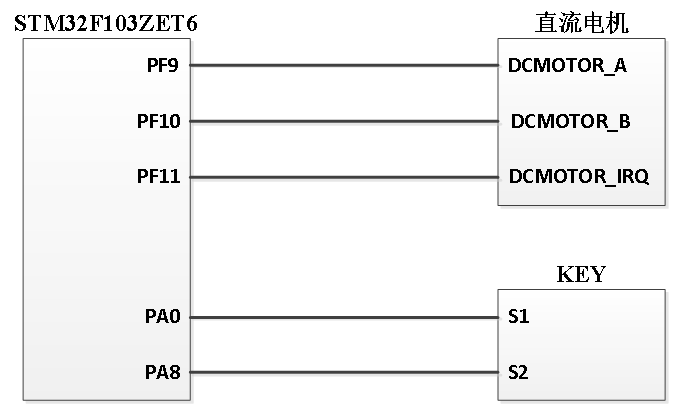 STM32F103ZET6
直流电机
PF9
DCMOTOR_A
PF10
DCMOTOR_B
PF11
DCMOTOR_IRQ
KEY
PA0
S1
PA8
S2